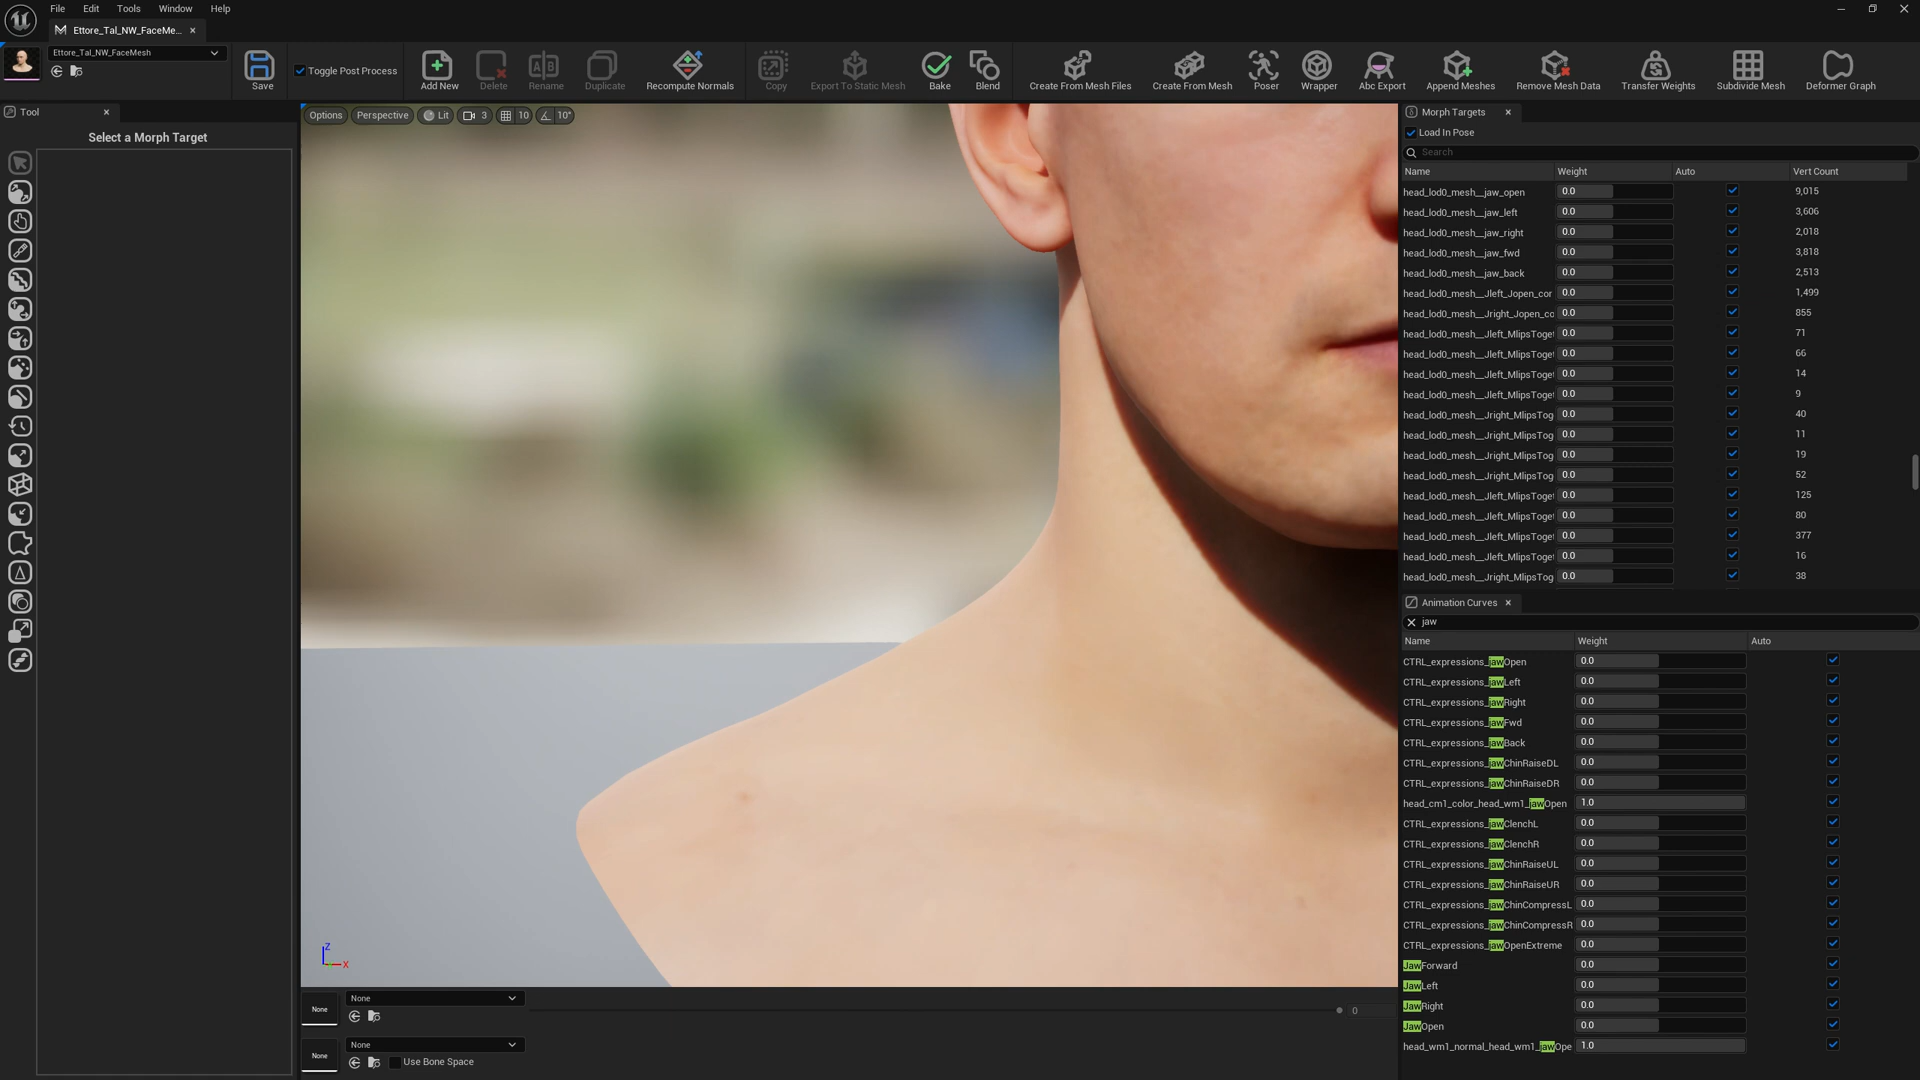 File Edit Tools Window Help
Ettore_Tal_NW_FaceMe...
Ettore_Tal_NW_FaceMesh
Save
Toggle Post Process
Add New
Delete
Rename
Duplicate
Recompute Normals
Copy
Export To Static Mesh
Bake
Blend
Create From Mesh Files
Create From Mesh
Poser
Wrapper
Abc Export
Append Meshes
Remove Mesh Data
Transfer Weights
Subdivide Mesh
Deformer Graph
Tool
Select a Morph Target
Options Perspective Lit 3 10 10°
Z
X
None
None
0
None
None
Use Bone Space
Morph Targets
Load In Pose
Search
Name Weight Auto Vert Count
head_lod0_mesh__jaw_open 0.0 9,015
head_lod0_mesh__jaw_left 0.0 3,606
head_lod0_mesh__jaw_right 0.0 2,018
head_lod0_mesh__jaw_fwd 0.0 3,818
head_lod0_mesh__jaw_back 0.0 2,513
head_lod0_mesh__Jleft_Jopen_cor 0.0 1,499
head_lod0_mesh__Jright_Jopen_co 0.0 855
head_lod0_mesh__Jleft_MlipsToget 0.0 71
head_lod0_mesh__Jleft_MlipsToget 0.0 66
head_lod0_mesh__Jleft_MlipsToget 0.0 14
head_lod0_mesh__Jleft_MlipsToget 0.0 9
head_lod0_mesh__Jright_MlipsTog 0.0 40
head_lod0_mesh__Jright_MlipsTog 0.0 11
head_lod0_mesh__Jright_MlipsTog 0.0 19
head_lod0_mesh__Jright_MlipsTog 0.0 52
head_lod0_mesh__Jleft_MlipsToget 0.0 125
head_lod0_mesh__Jleft_MlipsToget 0.0 80
head_lod0_mesh__Jleft_MlipsToget 0.0 377
head_lod0_mesh__Jleft_MlipsToget 0.0 16
head_lod0_mesh__Jright_MlipsTog 0.0 38
Animation Curves
jaw
Name Weight Auto
CTRL_expressions_jawOpen 0.0
CTRL_expressions_jawLeft 0.0
CTRL_expressions_jawRight 0.0
CTRL_expressions_jawFwd 0.0
CTRL_expressions_jawBack 0.0
CTRL_expressions_jawChinRaiseDL 0.0
CTRL_expressions_jawChinRaiseDR 0.0
head_cm1_color_head_wm1_jawOpen 1.0
CTRL_expressions_jawClenchL 0.0
CTRL_expressions_jawClenchR 0.0
CTRL_expressions_jawChinRaiseUL 0.0
CTRL_expressions_jawChinRaiseUR 0.0
CTRL_expressions_jawChinCompressL 0.0
CTRL_expressions_jawChinCompressR 0.0
CTRL_expressions_jawOpenExtreme 0.0
JawForward 0.0
JawLeft 0.0
JawRight 0.0
JawOpen 0.0
head_wm1_normal_head_wm1_jawOpe 1.0